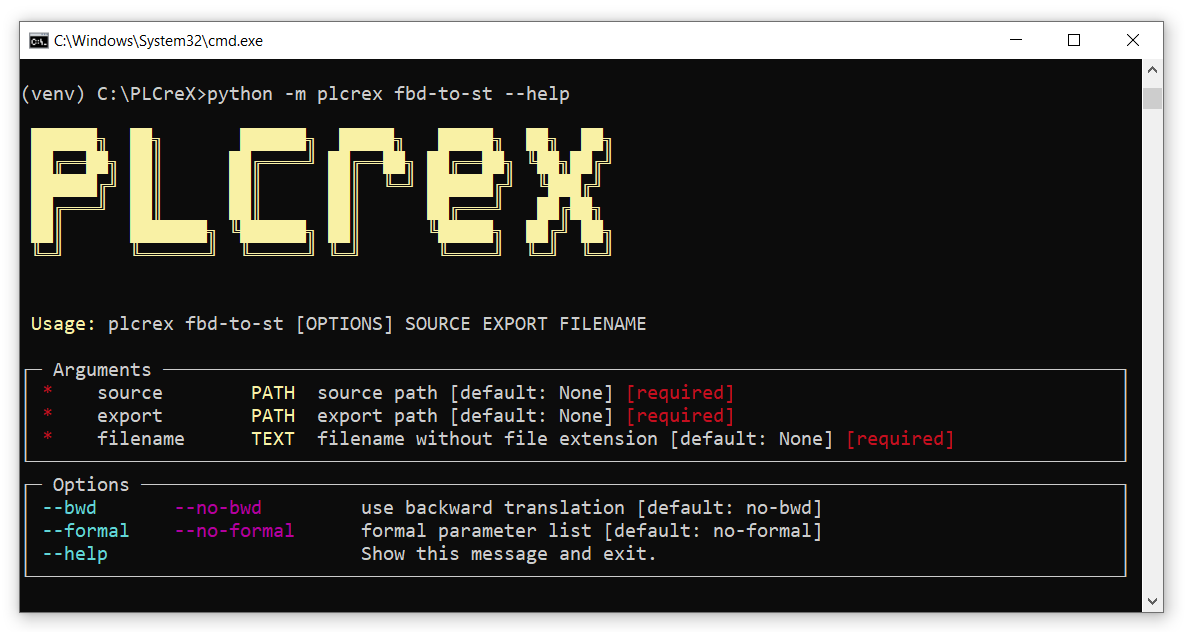 C:\Windows\System32\cmd.exe
(venv) C:\PLCreX>python -m plcrex fbd-to-st --help
PLCrex
Usage: plcrex fbd-to-st [OPTIONS] SOURCE EXPORT FILENAME
Arguments
* source PATH source path [default: None] [required]
* export PATH export path [default: None] [required]
* filename TEXT filename without file extension [default: None] [required]
Options
--bwd --no-bwd use backward translation [default: no-bwd]
--formal --no-formal formal parameter list [default: no-formal]
--help Show this message and exit.